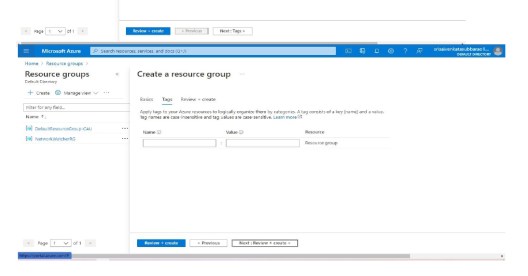 Page 1 of 1
Review + create
< Previous
Next : Tags >
Microsoft Azure
Search resources, services, and docs (G+/)
Home > Resource groups >
Resource groups
Default Directory
+ Create
Manage view
Filter for any field...
Name ↑↓
DefaultResourceGroup-CAU
NetworkWatcherRG
Page 1 of 1
Create a resource group
Basics Tags Review + create
Apply tags to your Azure resources to logically organize them by categories. A tag consists of a key (name) and a value.
Tag names are case-insensitive and tag values are case-sensitive. Learn more
Name
Value
Resource
:
Resource group
Review + create
< Previous
Next : Review + create >